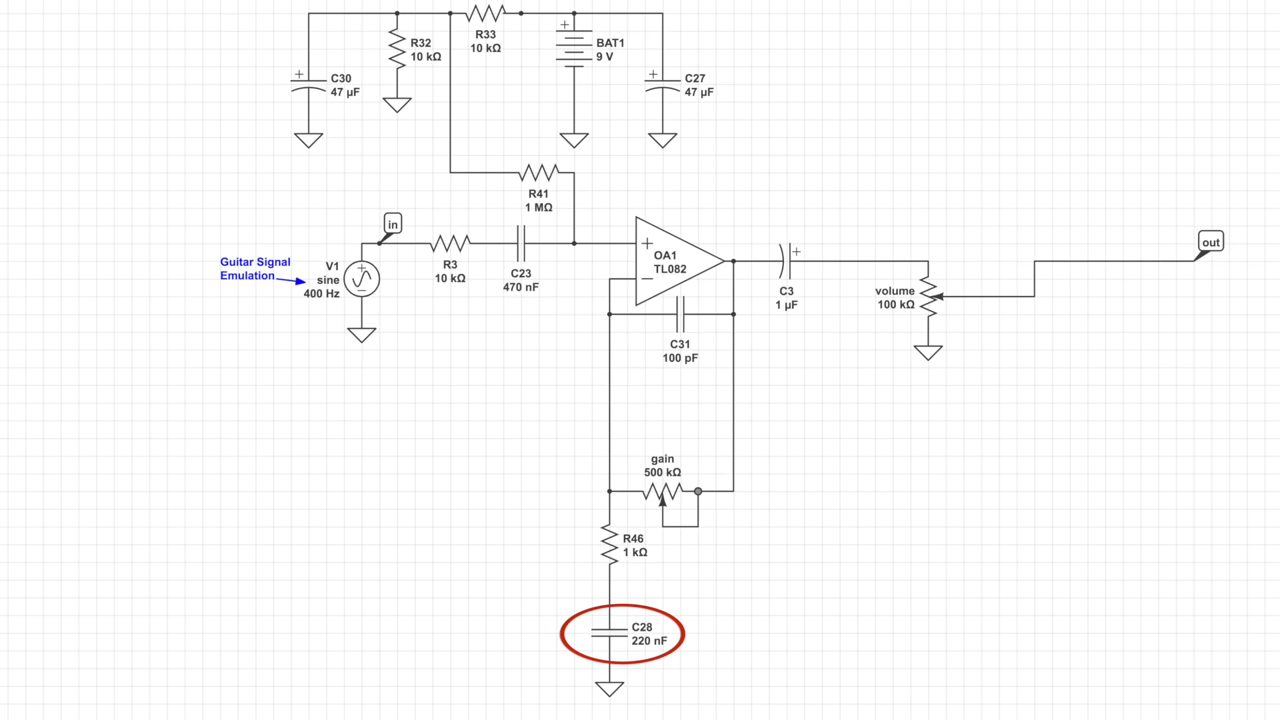 R33
10 kΩ
R32
10 kΩ
BAT1
9 V
C30
47 µF
C27
47 µF
R41
1 MΩ
in
out
Guitar Signal
Emulation
V1
sine
400 Hz
R3
10 kΩ
C23
470 nF
OA1
TL082
C3
1 µF
volume
100 kΩ
C31
100 pF
gain
500 kΩ
R46
1 kΩ
C28
220 nF